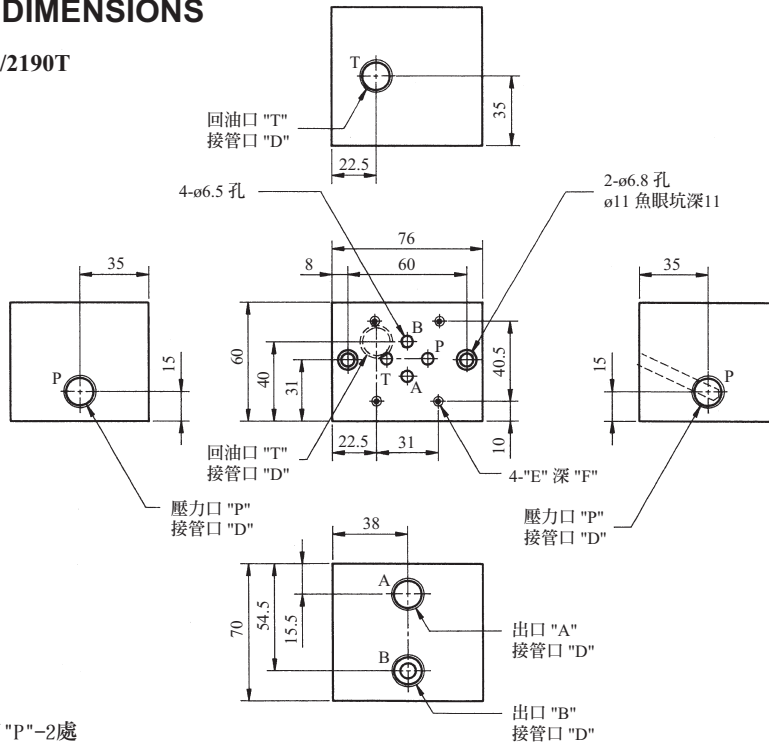 DIMENSIONS
/2190T
T
回油口 "T"
接管口 "D"
35
22.5
4-ø6.5 孔
2-ø6.8 孔
ø11 魚眼坑深11
76
8
60
35
15
P
壓力口 "P"
接管口 "D"
60
40
31
B
P
T
A
40.5
10
22.5
31
回油口 "T"
接管口 "D"
4-"E" 深 "F"
35
15
P
壓力口 "P"
接管口 "D"
38
70
54.5
15.5
A
B
出口 "A"
接管口 "D"
出口 "B"
接管口 "D"
"P"-2處